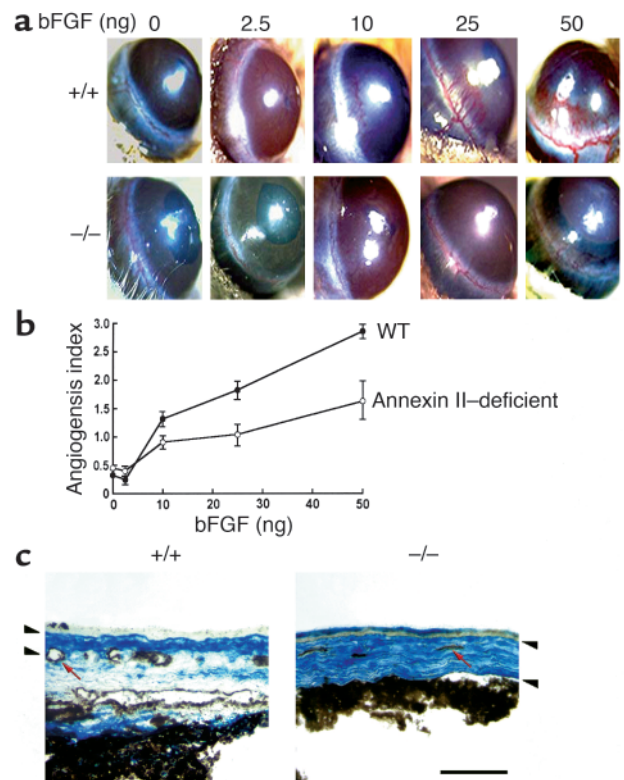 a bFGF (ng) 0 2.5 10 25 50
+/+
−/−
b
Angiogensis index
3.0
2.5
2.0
1.5
1.0
0.5
0
0 10 20 30 40 50
bFGF (ng)
WT
Annexin II–deficient
c +/+ −/−